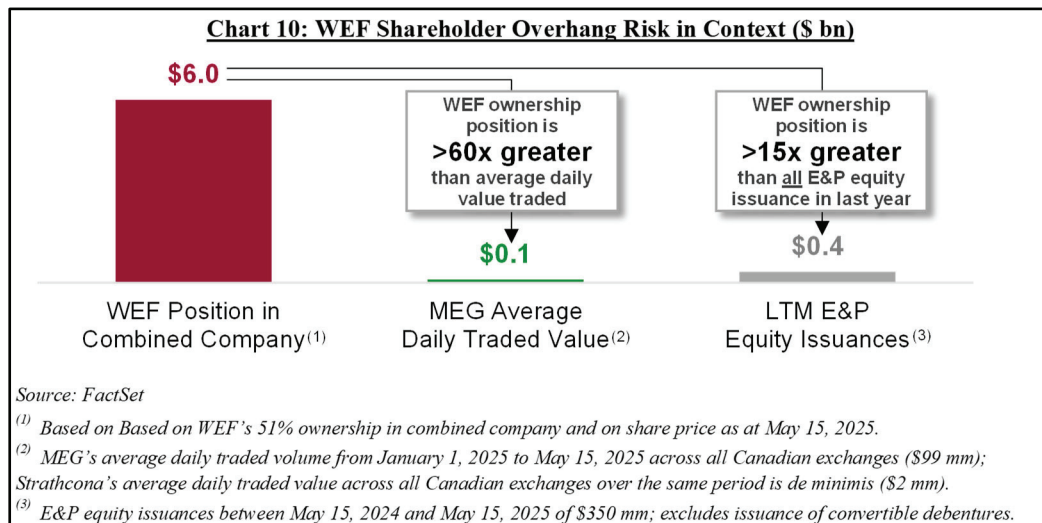 Chart 10: WEF Shareholder Overhang Risk in Context ($ bn)
$6.0
WEF ownership
position is
>60x greater
than average daily
value traded
WEF ownership
position is
>15x greater
than all E&P equity
issuance in last year
$0.1
$0.4
WEF Position in
Combined Company(1)
MEG Average
Daily Traded Value(2)
LTM E&P
Equity Issuances(3)
Source: FactSet
(1) Based on Based on WEF's 51% ownership in combined company and on share price as at May 15, 2025.
(2) MEG's average daily traded volume from January 1, 2025 to May 15, 2025 across all Canadian exchanges ($99 mm);
Strathcona's average daily traded value across all Canadian exchanges over the same period is de minimis ($2 mm).
(3) E&P equity issuances between May 15, 2024 and May 15, 2025 of $350 mm; excludes issuance of convertible debentures.